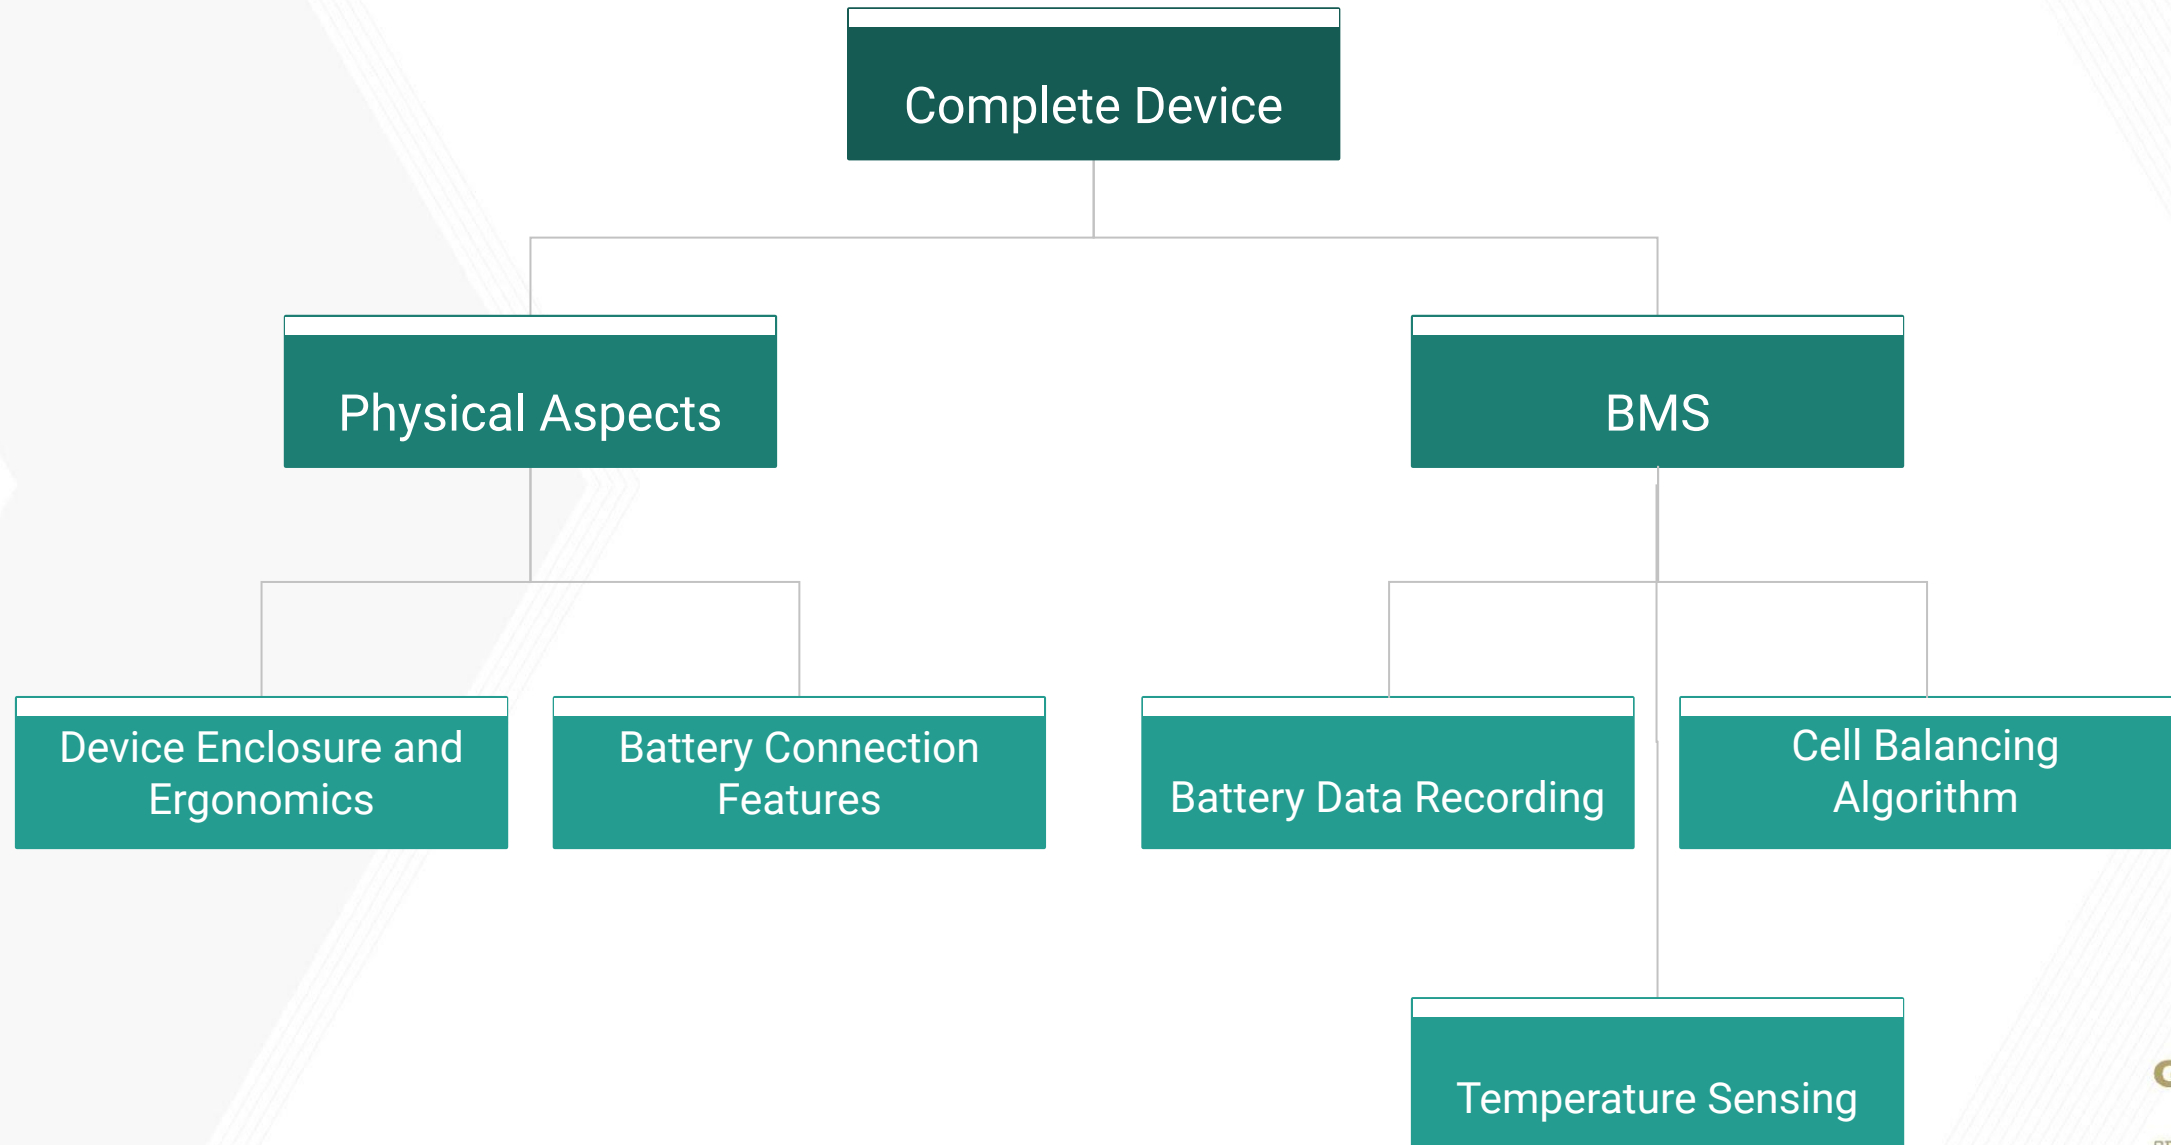 Complete Device
Physical Aspects
BMS
Device Enclosure and
Ergonomics
Battery Connection
Features
Battery Data Recording
Cell Balancing
Algorithm
Temperature Sensing